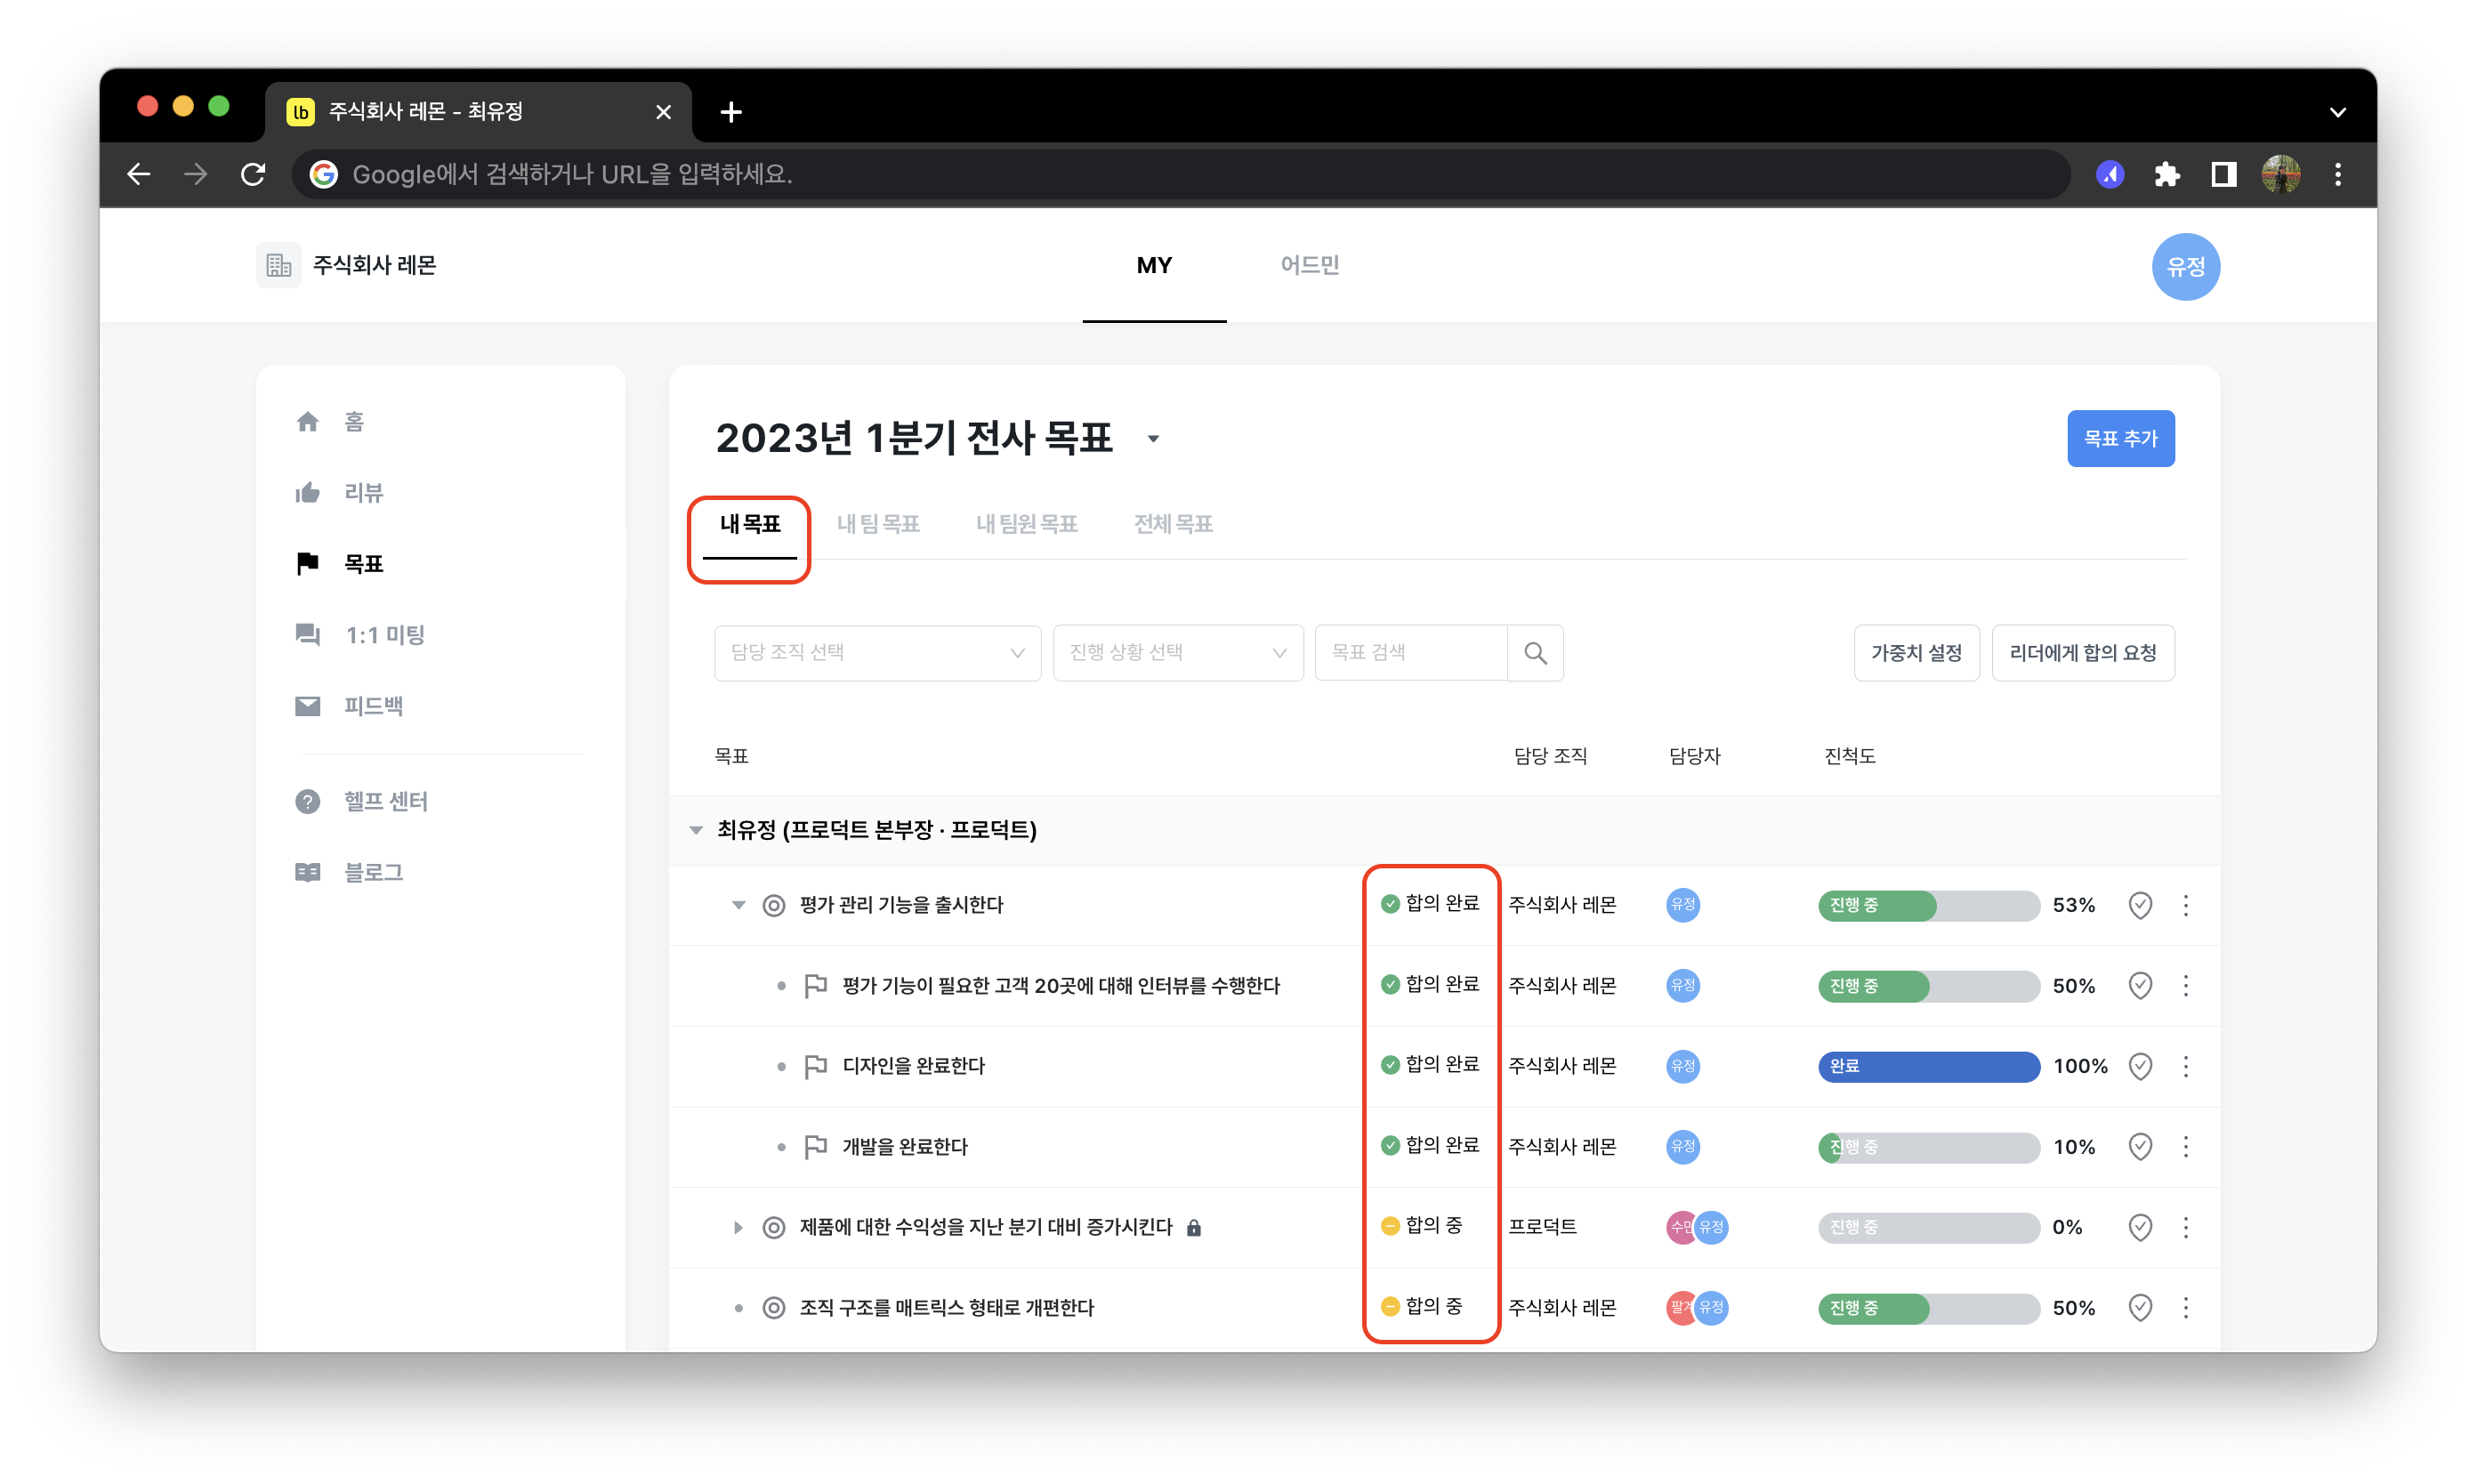 lb 주식회사 레몬 - 최유정
Google에서 검색하거나 URL을 입력하세요.
주식회사 레몬
MY
어드민
유정
홈
리뷰
목표
1:1 미팅
피드백
헬프 센터
블로그
2023년 1분기 전사 목표
목표 추가
내 목표 내 팀 목표 내 팀원 목표 전체 목표
담당 조직 선택 진행 상황 선택 목표 검색 가중치 설정 리더에게 합의 요청
목표 담당 조직 담당자 진척도
최유정 (프로덕트 본부장 · 프로덕트)
평가 관리 기능을 출시한다 합의 완료 주식회사 레몬 유정 진행 중 53%
평가 기능이 필요한 고객 20곳에 대해 인터뷰를 수행한다 합의 완료 주식회사 레몬 유정 진행 중 50%
디자인을 완료한다 합의 완료 주식회사 레몬 유정 완료 100%
개발을 완료한다 합의 완료 주식회사 레몬 유정 진행 중 10%
제품에 대한 수익성을 지난 분기 대비 증가시킨다 합의 중 프로덕트 유정 진행 중 0%
조직 구조를 매트릭스 형태로 개편한다 합의 중 주식회사 레몬 유정 진행 중 50%